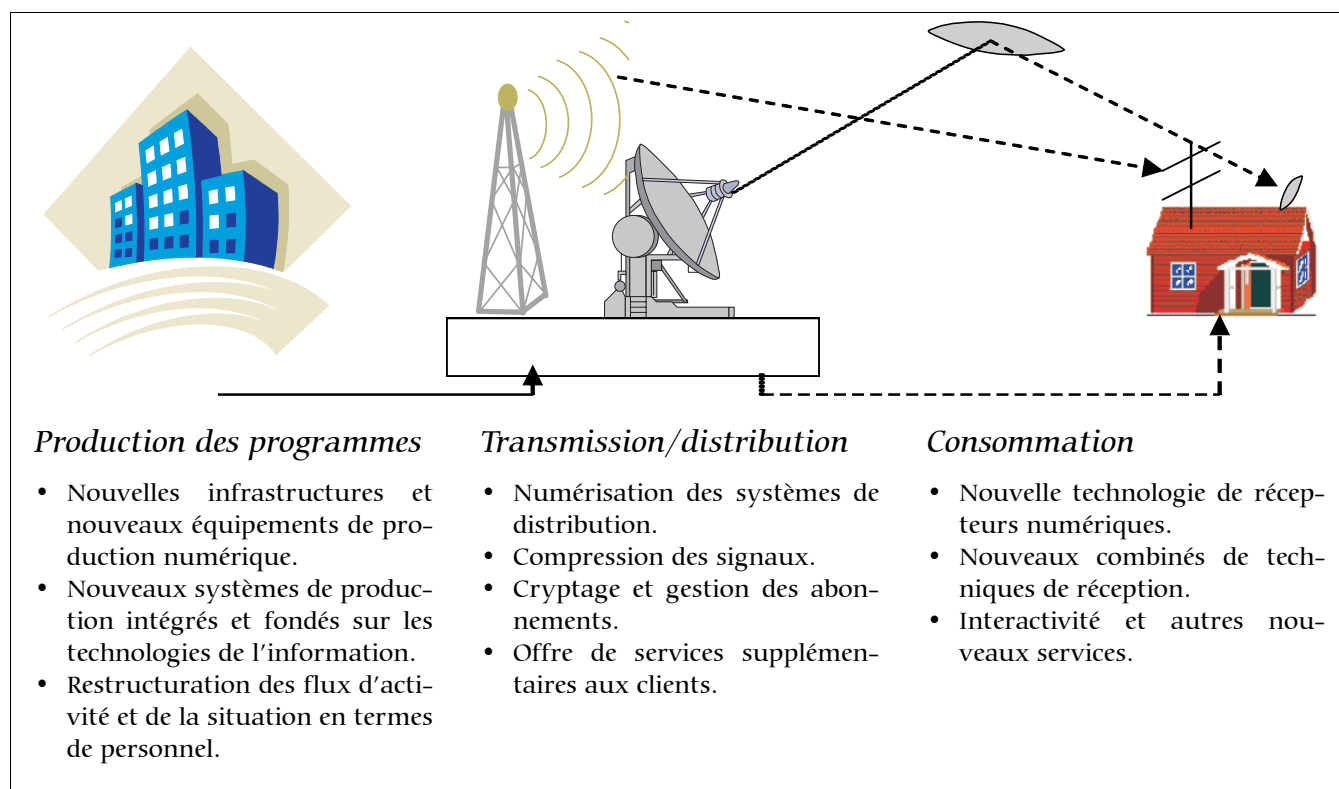 Production des programmes
• Nouvelles infrastructures et
nouveaux équipements de pro-
duction numérique.
• Nouveaux systèmes de produc-
tion intégrés et fondés sur les
technologies de l'information.
• Restructuration des flux d'acti-
vité et de la situation en termes
de personnel.
Transmission/distribution
• Numérisation des systèmes de
distribution.
• Compression des signaux.
• Cryptage et gestion des abon-
nements.
• Offre de services supplémen-
taires aux clients.
Consommation
• Nouvelle technologie de récep-
teurs numériques.
• Nouveaux combinés de tech-
niques de réception.
• Interactivité et autres nou-
veaux services.